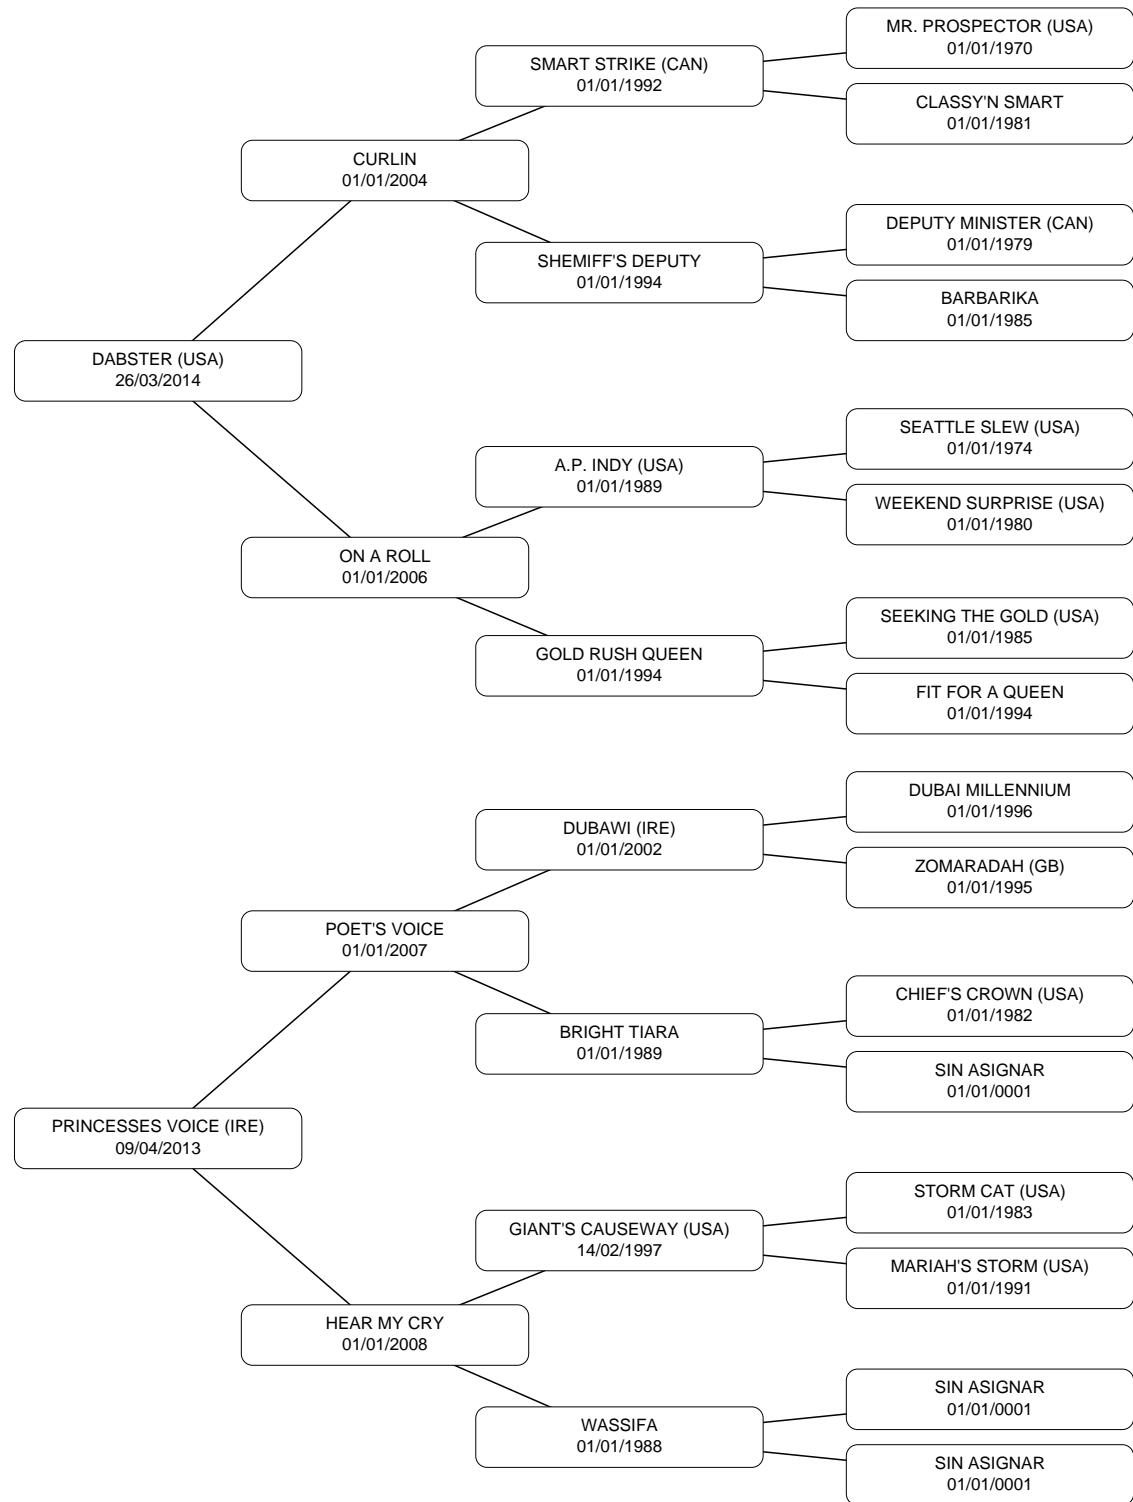 MR. PROSPECTOR (USA)
01/01/1970
SMART STRIKE (CAN)
01/01/1992
CLASSY'N SMART
01/01/1981
CURLIN
01/01/2004
DEPUTY MINISTER (CAN)
01/01/1979
SHEMIFF'S DEPUTY
01/01/1994
BARBARIKA
01/01/1985
DABSTER (USA)
26/03/2014
SEATTLE SLEW (USA)
01/01/1974
A.P. INDY (USA)
01/01/1989
WEEKEND SURPRISE (USA)
01/01/1980
ON A ROLL
01/01/2006
SEEKING THE GOLD (USA)
01/01/1985
GOLD RUSH QUEEN
01/01/1994
FIT FOR A QUEEN
01/01/1994
DUBAI MILLENNIUM
01/01/1996
DUBAWI (IRE)
01/01/2002
ZOMARADAH (GB)
01/01/1995
POET'S VOICE
01/01/2007
CHIEF'S CROWN (USA)
01/01/1982
BRIGHT TIARA
01/01/1989
SIN ASIGNAR
01/01/0001
PRINCESSES VOICE (IRE)
09/04/2013
STORM CAT (USA)
01/01/1983
GIANT'S CAUSEWAY (USA)
14/02/1997
MARIAH'S STORM (USA)
01/01/1991
HEAR MY CRY
01/01/2008
SIN ASIGNAR
01/01/0001
WASSIFA
01/01/1988
SIN ASIGNAR
01/01/0001